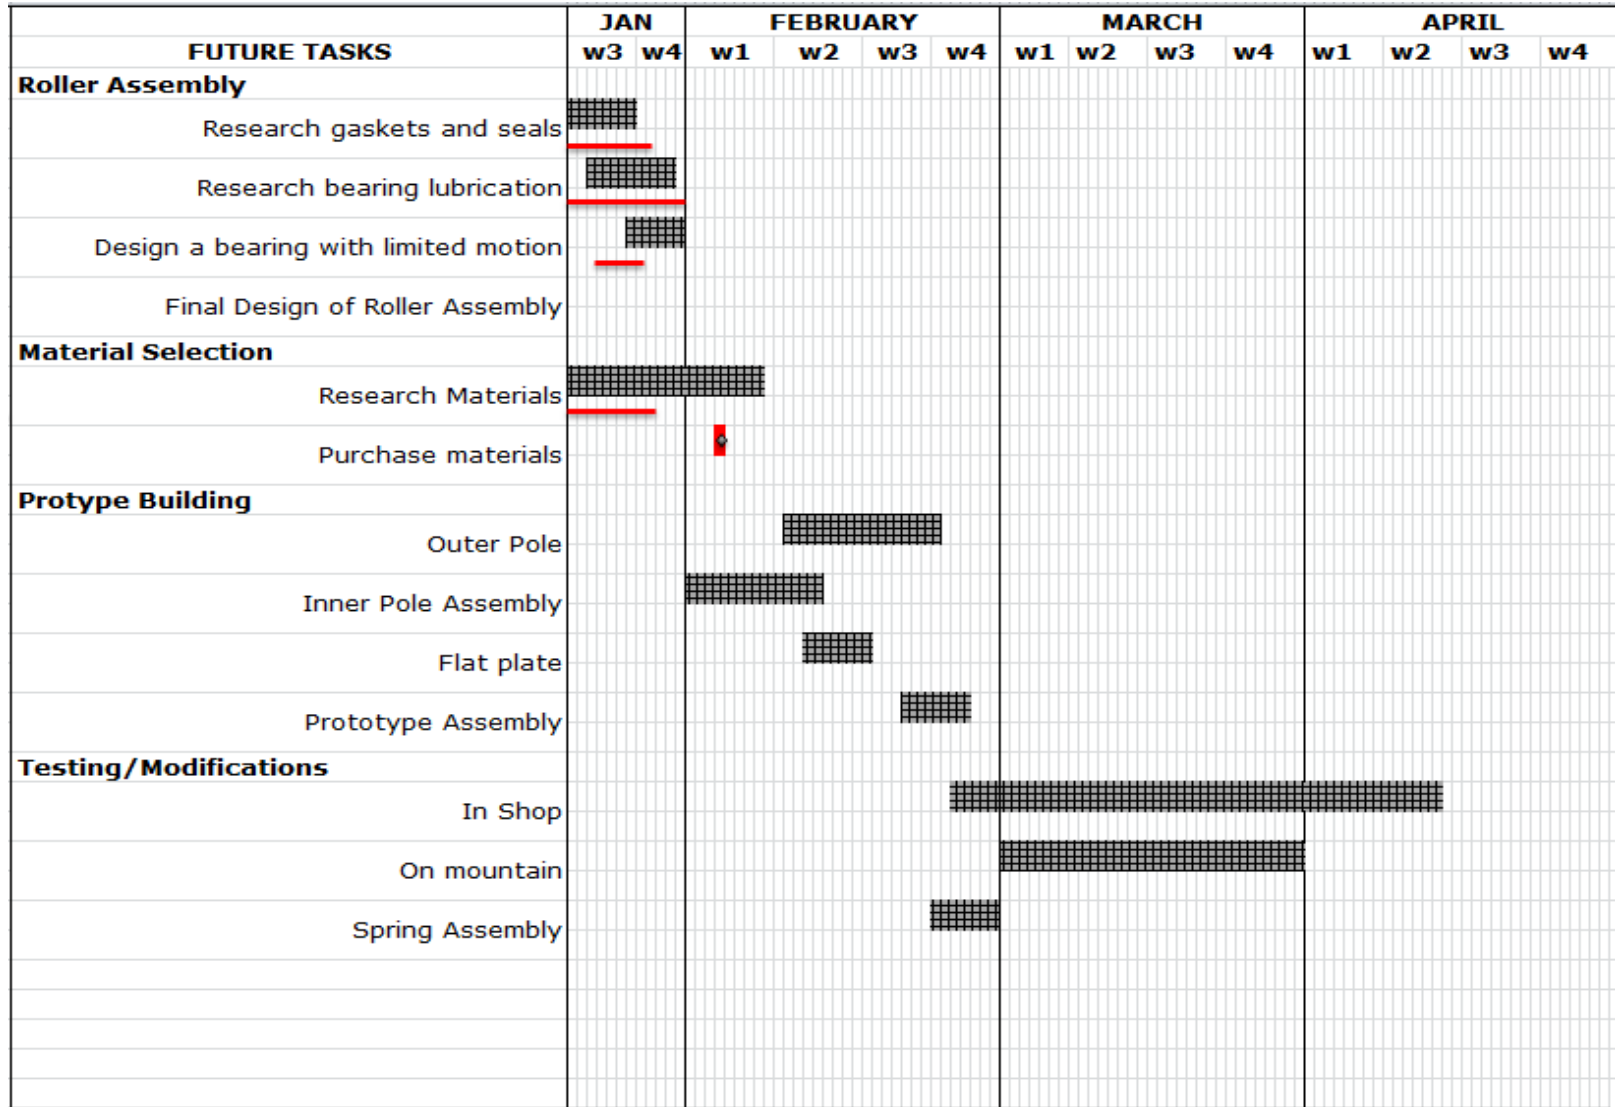 JAN FEBRUARY MARCH APRIL
FUTURE TASKS w3 w4 w1 w2 w3 w4 w1 w2 w3 w4 w1 w2 w3 w4
Roller Assembly
Research gaskets and seals
Research bearing lubrication
Design a bearing with limited motion
Final Design of Roller Assembly
Material Selection
Research Materials
Purchase materials
Protype Building
Outer Pole
Inner Pole Assembly
Flat plate
Prototype Assembly
Testing/Modifications
In Shop
On mountain
Spring Assembly